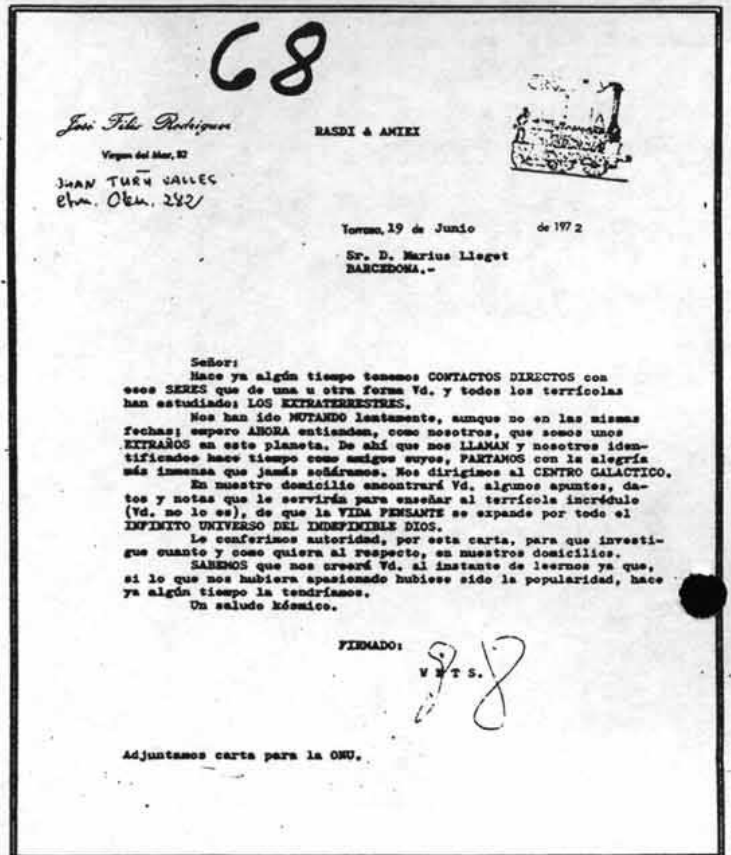 68
José Félix Rodríguez
RASDI & AMIEX
Virgen del Mar, 52
JUAN TURÚ VALLES
282
Tarrasa, 19 de Junio de 1972
Sr. D. Marius Lleget
BARCEDONA.-
Señor:
Hace ya algún tiempo tenemos CONTACTOS DIRECTOS con
esos SERES que de una u otra forma Vd. y todos los terrícolas
han estudiado: LOS EXTRATERRESTRES.
Nos han ido MUTANDO lentamente, aunque no en las mismas
fechas; empero AHORA entienden, como nosotros, que somos unos
EXTRAÑOS en este planeta. De ahí que nos LLAMAN y nosotros iden-
tificados hace tiempo como amigos suyos, PARTAMOS con la alegría
más inmensa que jamás soñáramos. Nos dirigimos al CENTRO GALACTICO.
En nuestro domicilio encontrará Vd. algunos apuntes, da-
tos y notas que le servirán para enseñar al terrícola incrédulo
(Vd. no lo es), de que la VIDA PENSANTE se expande por todo el
INFINITO UNIVERSO DEL INDEFINIBLE DIOS.
Le conferimos autoridad, por esta carta, para que investi-
gue cuanto y como quiera al respecto, en nuestros domicilios.
SABEMOS que nos creerá Vd. al instante de leernos ya que,
si lo que nos hubiera apasionado hubiese sido la popularidad, hace
ya algún tiempo la tendríamos.
Un saludo kósmico.
FIRMADO:
W E T S.
Adjuntamos carta para la ONU.